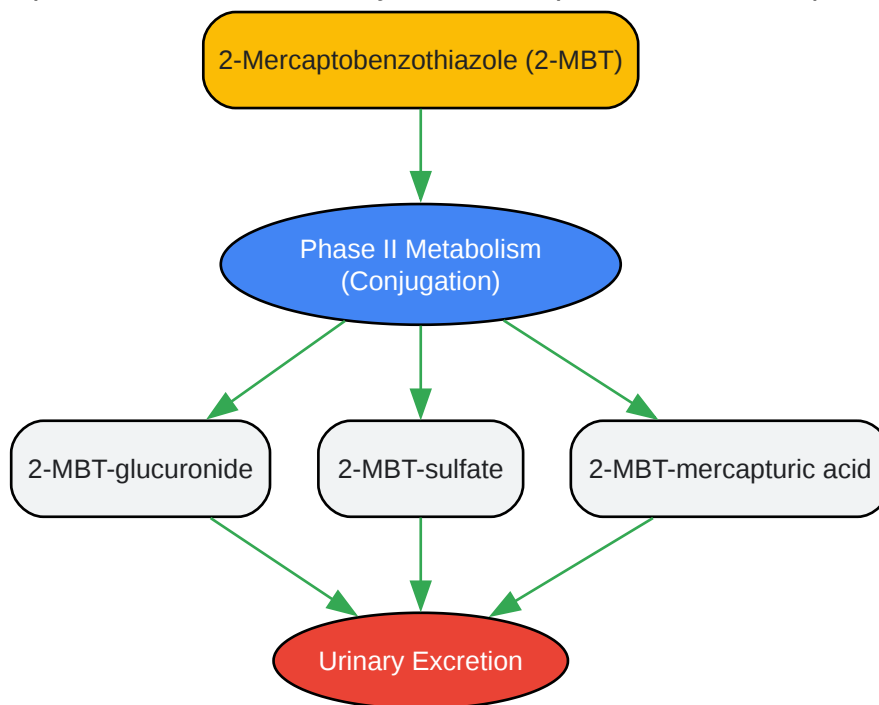 2-Mercaptobenzothiazole (2-MBT)
Phase II Metabolism
(Conjugation)
2-MBT-glucuronide
2-MBT-sulfate
2-MBT-mercapturic acid
Urinary Excretion